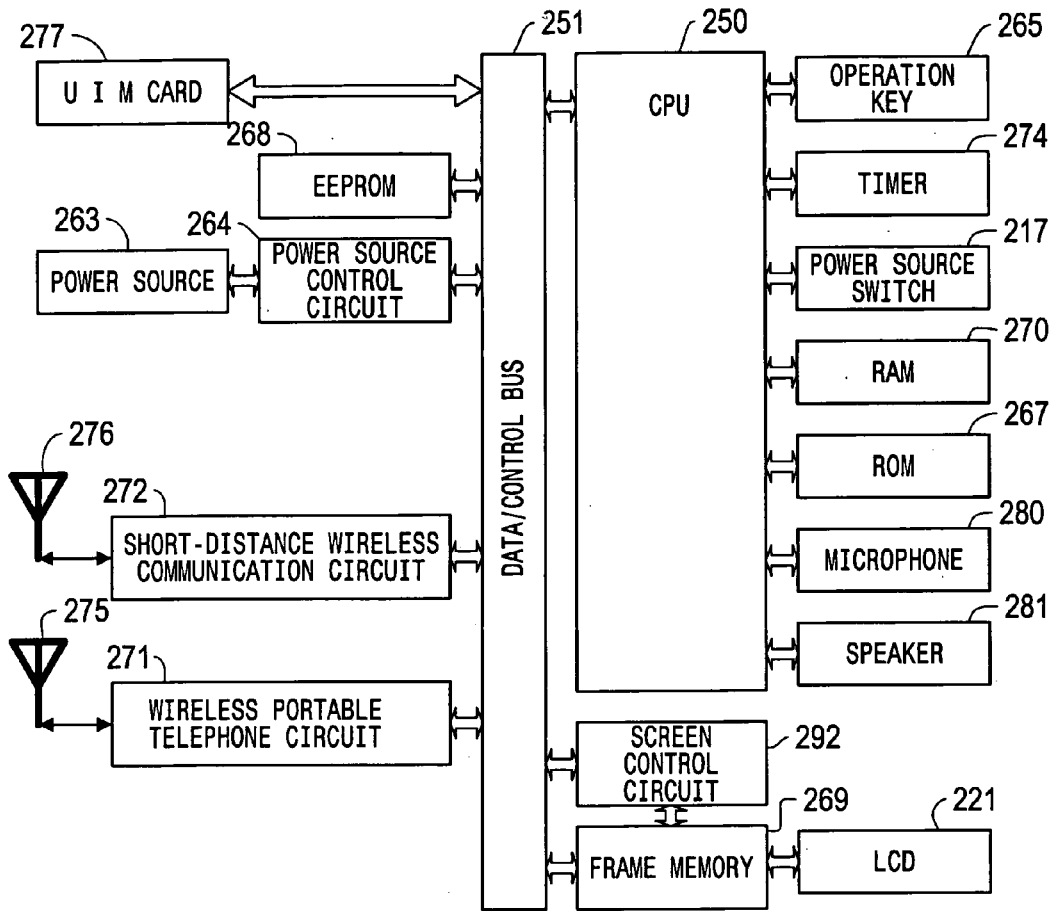 277
251
250
265
U I M CARD
CPU
OPERATION
KEY
268
274
EEPROM
TIMER
263
264
217
POWER SOURCE
POWER SOURCE
CONTROL
CIRCUIT
POWER SOURCE
SWITCH
270
RAM
DATA/CONTROL BUS
276
267
ROM
272
SHORT-DISTANCE WIRELESS
COMMUNICATION CIRCUIT
280
MICROPHONE
275
281
271
SPEAKER
WIRELESS PORTABLE
TELEPHONE CIRCUIT
SCREEN
CONTROL
CIRCUIT
292
269
221
FRAME MEMORY
LCD